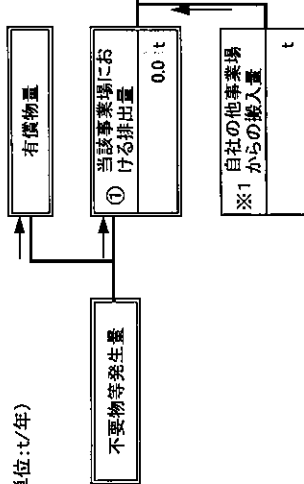 位:t/年)
有償物量
不要物等発生量
① 当該事業場にお
ける排出量
0.0 t
※1 自社の他事業場
からの搬入量
t